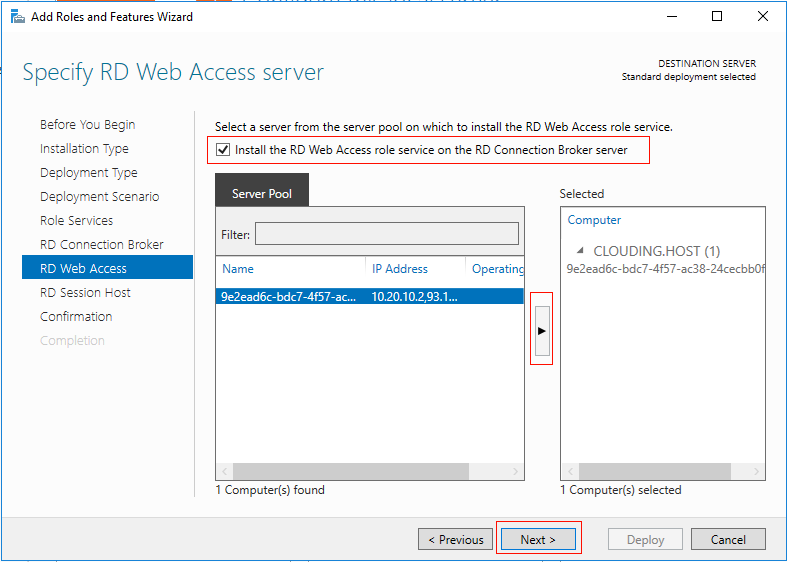 Add Roles and Features Wizard
Specify RD Web Access server
DESTINATION SERVER
Standard deployment selected
Before You Begin
Installation Type
Deployment Type
Deployment Scenario
Role Services
RD Connection Broker
RD Web Access
RD Session Host
Confirmation
Completion
Select a server from the server pool on which to install the RD Web Access role service.
Install the RD Web Access role service on the RD Connection Broker server
Server Pool
Filter:
Name IP Address Operating
9e2ead6c-bdc7-4f57-ac... 10.20.10.2,93.1...
1 Computer(s) found
Selected
Computer
CLOUDING.HOST (1)
9e2ead6c-bdc7-4f57-ac38-24cecbb0f
1 Computer(s) selected
< Previous Next > Deploy Cancel